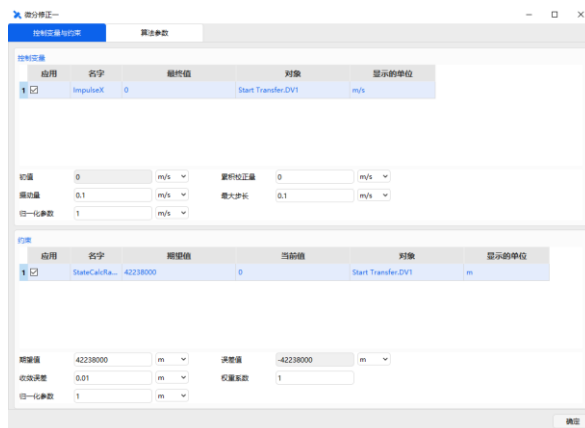 微分修正一
控制变量与约束 算法参数
控制变量
应用 名字 最终值 对象 显示的单位
1 ImpulseX 0 Start Transfer.DV1 m/s
初值 0 m/s 累积校正量 0 m/s
摄动量 0.1 m/s 最大步长 0.1 m/s
归一化参数 1 m/s
约束
应用 名字 期望值 当前值 对象 显示的单位
1 StateCalcRa... 42238000 0 Start Transfer.DV1 m
期望值 42238000 m 误差值 -42238000 m
收敛误差 0.01 m 权重系数 1
归一化参数 1 m
确定